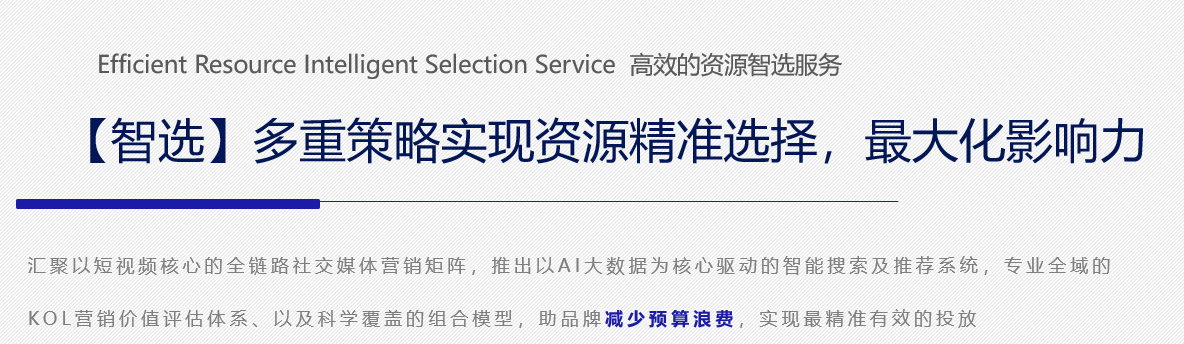 Efficient Resource Intelligent Selection Service 高效的资源智选服务
【智选】多重策略实现资源精准选择，最大化影响力
汇聚以短视频核心的全链路社交媒体营销矩阵，推出以AI大数据为核心驱动的智能搜索及推荐系统，专业全域的
KOL营销价值评估体系、以及科学覆盖的组合模型，助品牌减少预算浪费，实现最精准有效的投放